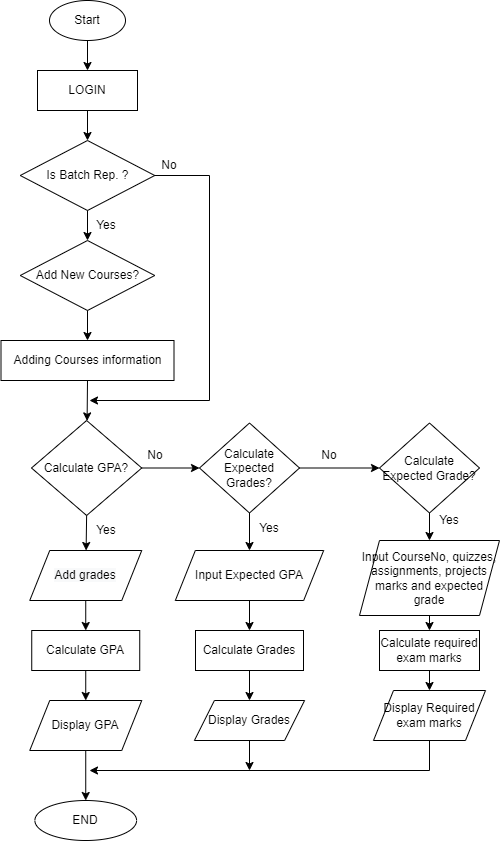 Start
LOGIN
Is Batch Rep. ?
No
Yes
Add New Courses?
Adding Courses information
Calculate GPA?
No
Calculate
Expected
Grades?
No
Calculate
Expected Grade?
Yes
Yes
Yes
Add grades
Input Expected GPA
Input CourseNo, quizzes,
assignments, projects
marks and expected
grade
Calculate GPA
Calculate Grades
Calculate required
exam marks
Display GPA
Display Grades
Display Required
exam marks
END